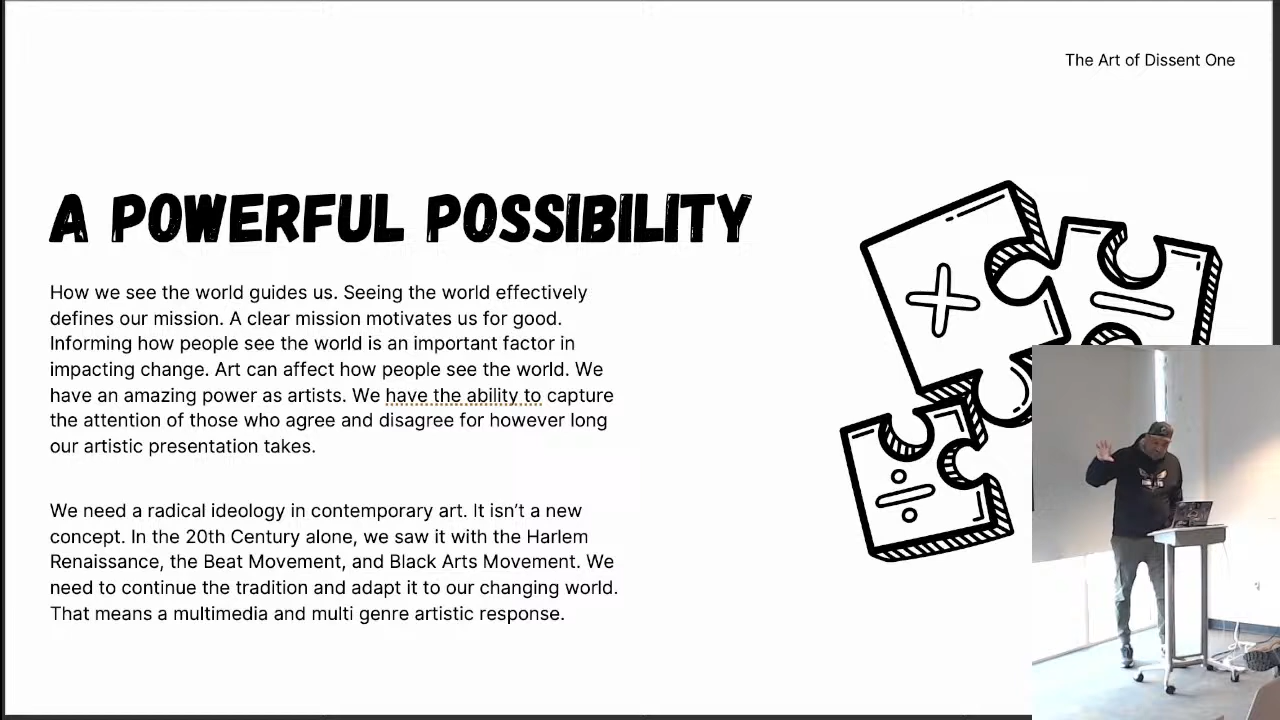 The Art of Dissent One
A POWERFUL POSSIBILITY
How we see the world guides us. Seeing the world effectively
defines our mission. A clear mission motivates us for good.
Informing how people see the world is an important factor in
impacting change. Art can affect how people see the world. We
have an amazing power as artists. We have the ability to capture
the attention of those who agree and disagree for however long
our artistic presentation takes.
We need a radical ideology in contemporary art. It isn’t a new
concept. In the 20th Century alone, we saw it with the Harlem
Renaissance, the Beat Movement, and Black Arts Movement. We
need to continue the tradition and adapt it to our changing world.
That means a multimedia and multi genre artistic response.